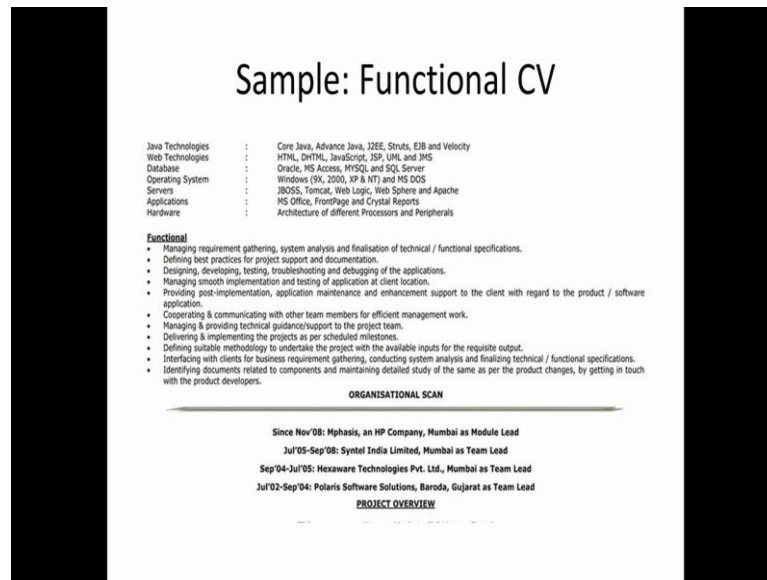 Sample: Functional CV
Java Technologies : Core Java, Advance Java, J2EE, Struts, EJB and Velocity
Web Technologies : HTML, DHTML, JavaScript, JSP, UML and JMS
Database : Oracle, MS Access, MYSQL and SQL Server
Operating System : Windows (9X, 2000, XP & NT) and MS DOS
Servers : JBOSS, Tomcat, Web Logic, Web Sphere and Apache
Applications : MS Office, FrontPage and Crystal Reports
Hardware : Architecture of different Processors and Peripherals
Functional
• Managing requirement gathering, system analysis and finalisation of technical / functional specifications.
• Defining best practices for project support and documentation.
• Designing, developing, testing, troubleshooting and debugging of the applications.
• Managing smooth implementation and testing of application at client location.
• Providing post-implementation, application maintenance and enhancement support to the client with regard to the product / software
application.
• Cooperating & communicating with other team members for efficient management work.
• Managing & providing technical guidance/support to the project team.
• Delivering & implementing the projects as per scheduled milestones.
• Defining suitable methodology to undertake the project with the available inputs for the requisite output.
• Interfacing with clients for business requirement gathering, conducting system analysis and finalizing technical / functional specifications.
• Identifying documents related to components and maintaining detailed study of the same as per the product changes, by getting in touch
with the product developers.
ORGANISATIONAL SCAN
Since Nov'08: Mphasis, an HP Company, Mumbai as Module Lead
Jul'05-Sep'08: Syntel India Limited, Mumbai as Team Lead
Sep'04-Jul'05: Hexaware Technologies Pvt. Ltd., Mumbai as Team Lead
Jul'02-Sep'04: Polaris Software Solutions, Baroda, Gujarat as Team Lead
PROJECT OVERVIEW